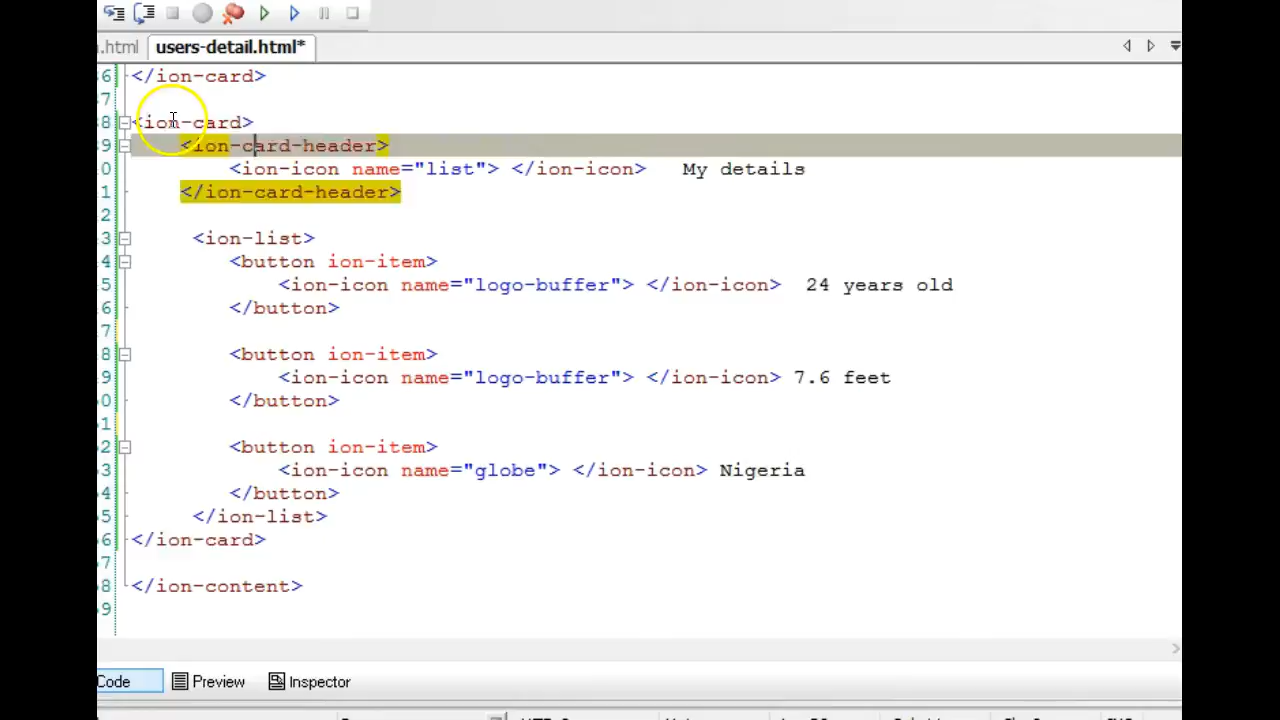 .html users-detail.html*
6 </ion-card>
7
8 <ion-card>
9 <ion-card-header>
0 <ion-icon name="list"> </ion-icon> My details
1 </ion-card-header>
2
3 <ion-list>
4 <button ion-item>
5 <ion-icon name="logo-buffer"> </ion-icon> 24 years old
6 </button>
7
8 <button ion-item>
9 <ion-icon name="logo-buffer"> </ion-icon> 7.6 feet
0 </button>
1
2 <button ion-item>
3 <ion-icon name="globe"> </ion-icon> Nigeria
4 </button>
5 </ion-list>
6 </ion-card>
7
8 </ion-content>
9
Code Preview Inspector